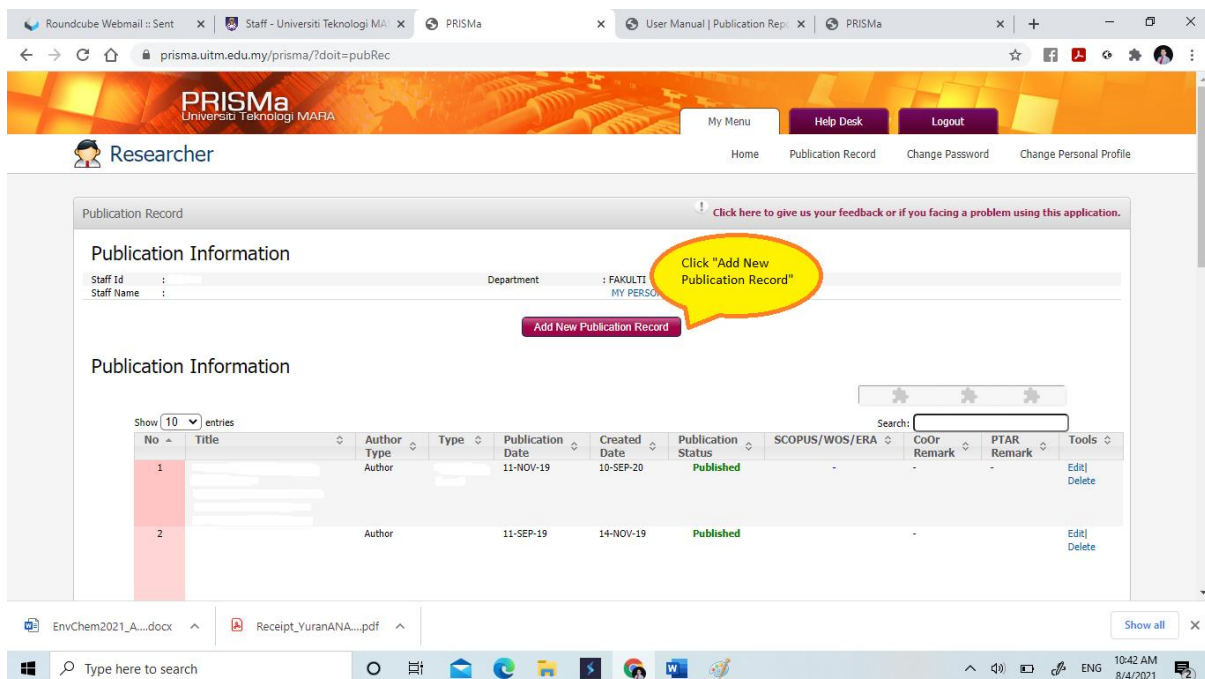 Roundcube Webmail :: Sent
Staff - Universiti Teknologi MA
PRISMa
User Manual | Publication Rep
PRISMa
prisma.uitm.edu.my/prisma/?doit=pubRec
PRISMa
Universiti Teknologi MARA
My Menu
Help Desk
Logout
Researcher
Home
Publication Record
Change Password
Change Personal Profile
Publication Record
! Click here to give us your feedback or if you facing a problem using this application.
Publication Information
Click "Add New
Publication Record"
Staff Id :
Department : FAKULTI
Staff Name :
MY PERSO
Add New Publication Record
Publication Information
Show 10 entries
Search:
No Title Author Type Type Publication Date Created Date Publication Status SCOPUS/WOS/ERA CoOr Remark PTAR Remark Tools
1 Author 11-NOV-19 10-SEP-20 Published - - - Edit|
Delete
2 Author 11-SEP-19 14-NOV-19 Published - Edit|
Delete
EnvChem2021_A....docx
Receipt_YuranANA....pdf
Show all
Type here to search
ENG
10:42 AM
8/4/2021
2